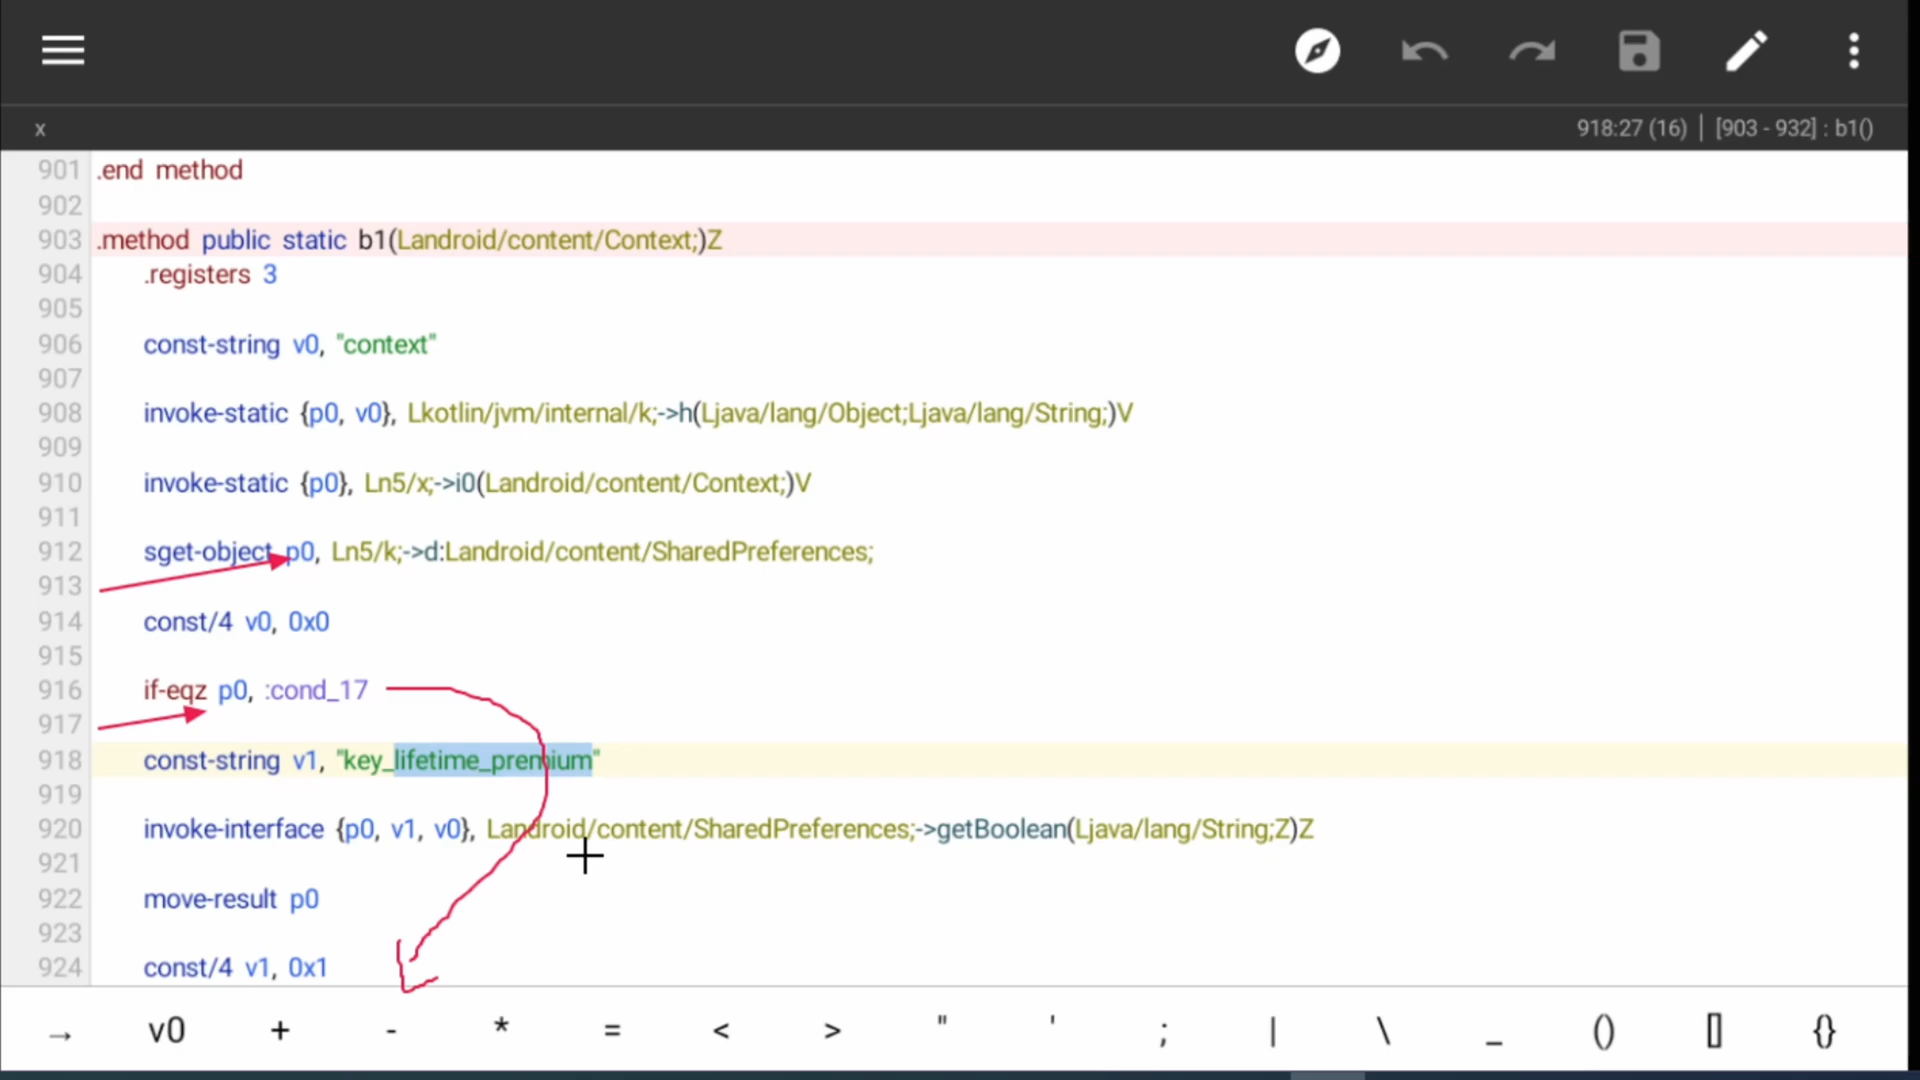 x 918:27 (16) | [903 - 932] : b1()
901 .end method
902
903 .method public static b1(Landroid/content/Context;)Z
904 .registers 3
905
906 const-string v0, "context"
907
908 invoke-static {p0, v0}, Lkotlin/jvm/internal/k;->h(Ljava/lang/Object;Ljava/lang/String;)V
909
910 invoke-static {p0}, Ln5/x;->i0(Landroid/content/Context;)V
911
912 sget-object p0, Ln5/k;->d:Landroid/content/SharedPreferences;
913
914 const/4 v0, 0x0
915
916 if-eqz p0, :cond_17
917
918 const-string v1, "key_lifetime_premium"
919
920 invoke-interface {p0, v1, v0}, Landroid/content/SharedPreferences;->getBoolean(Ljava/lang/String;Z)Z
921
922 move-result p0
923
924 const/4 v1, 0x1
→ v0 + - * = < > " ' ; | \ _ () [] {}